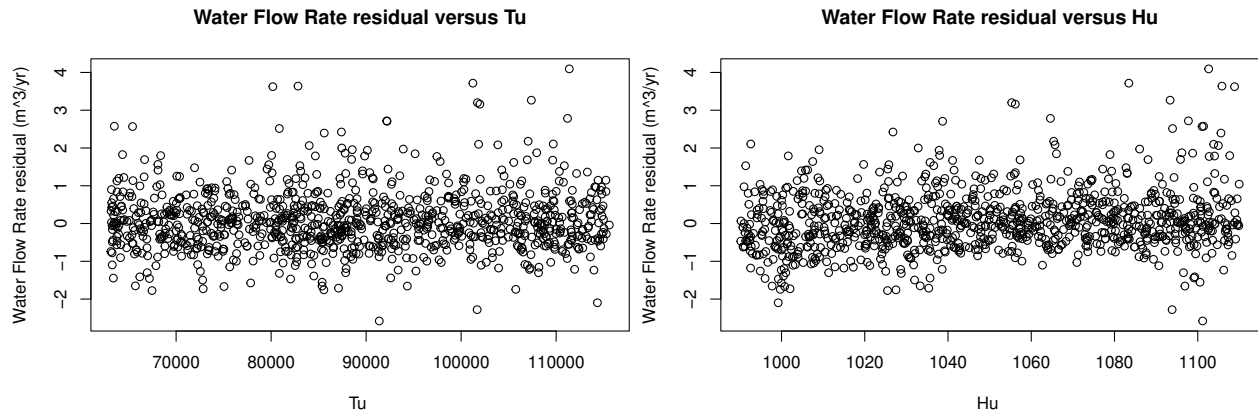 Water Flow Rate residual versus Tu
Water Flow Rate residual (m^3/yr)
4
3
2
1
0
−1
−2
70000 80000 90000 100000 110000
Tu
Water Flow Rate residual versus Hu
Water Flow Rate residual (m^3/yr)
4
3
2
1
0
−1
−2
1000 1020 1040 1060 1080 1100
Hu